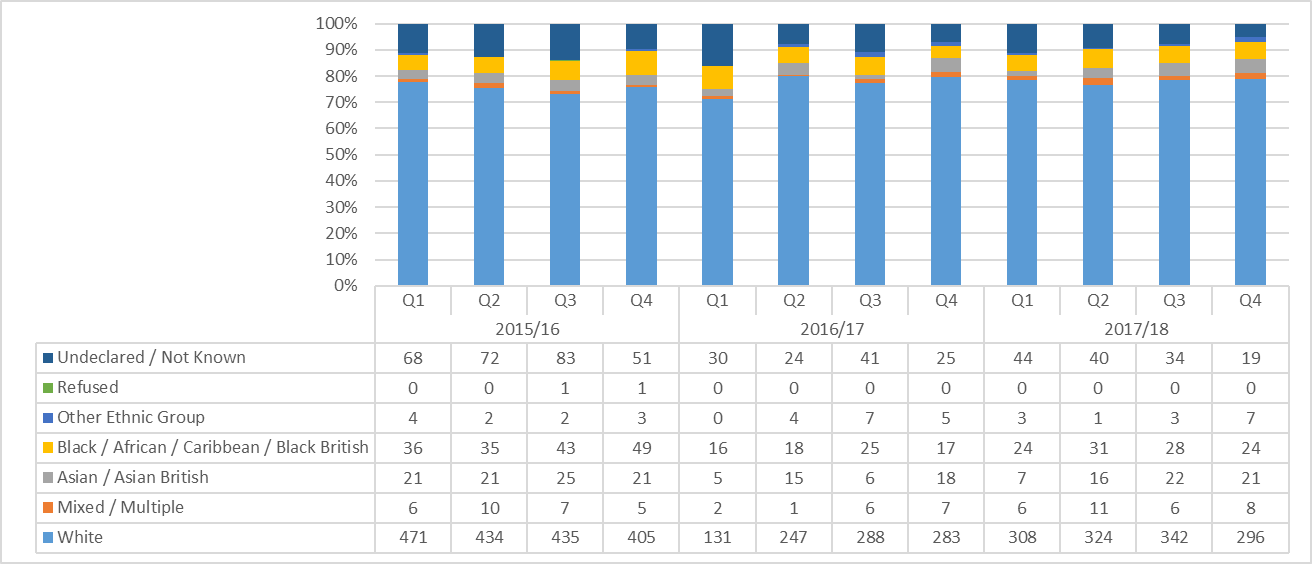 100%
90%
80%
70%
60%
50%
40%
30%
20%
10%
0%
Q1 Q2 Q3 Q4 Q1 Q2 Q3 Q4 Q1 Q2 Q3 Q4
2015/16 2016/17 2017/18
Undeclared / Not Known 68 72 83 51 30 24 41 25 44 40 34 19
Refused 0 0 1 1 0 0 0 0 0 0 0 0
Other Ethnic Group 4 2 2 3 0 4 7 5 3 1 3 7
Black / African / Caribbean / Black British 36 35 43 49 16 18 25 17 24 31 28 24
Asian / Asian British 21 21 25 21 5 15 6 18 7 16 22 21
Mixed / Multiple 6 10 7 5 2 1 6 7 6 11 6 8
White 471 434 435 405 131 247 288 283 308 324 342 296